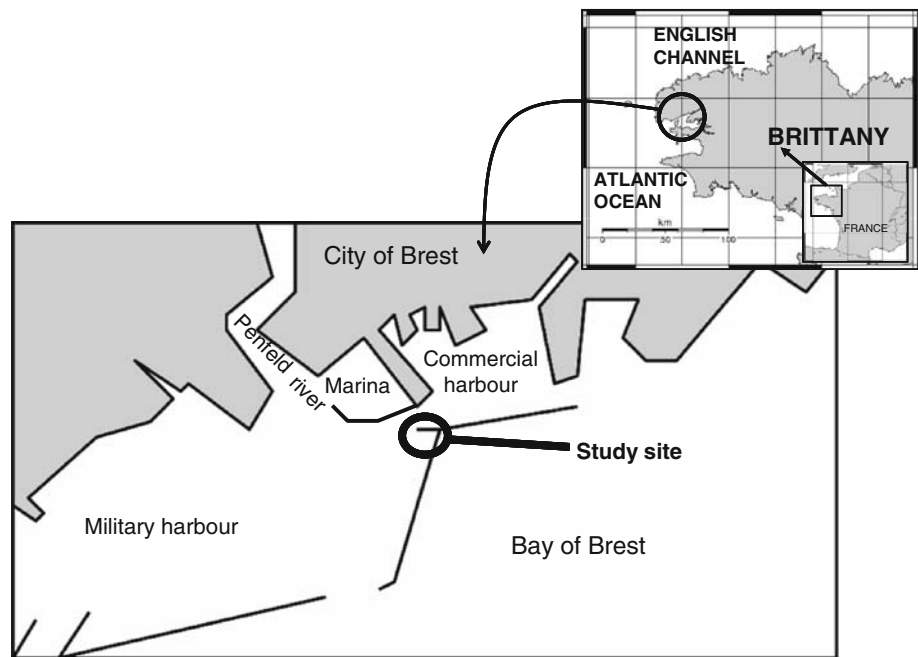 ENGLISH
CHANNEL
BRITTANY
ATLANTIC
OCEAN
km
0 50 100
FRANCE
City of Brest
Penfeld river
Marina
Commercial
harbour
Study site
Military harbour
Bay of Brest